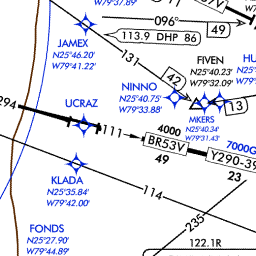 W79°37.89'
096°
49
113.9 DHP 86
JAMEX
N25°46.20'
W79°41.22'
131
42
FIVEN
N25°40.23'
W79°32.09'
NINNO
N25°40.75'
W79°33.88'
13
MKERS
N25°40.34'
W79°31.43'
294
UCRAZ
111
4000
BR53V
49
7000G
Y290-39
23
KLADA
N25°35.84'
W79°42.00'
114
235
FONDS
N25°27.90'
W79°44.89'
122.1R